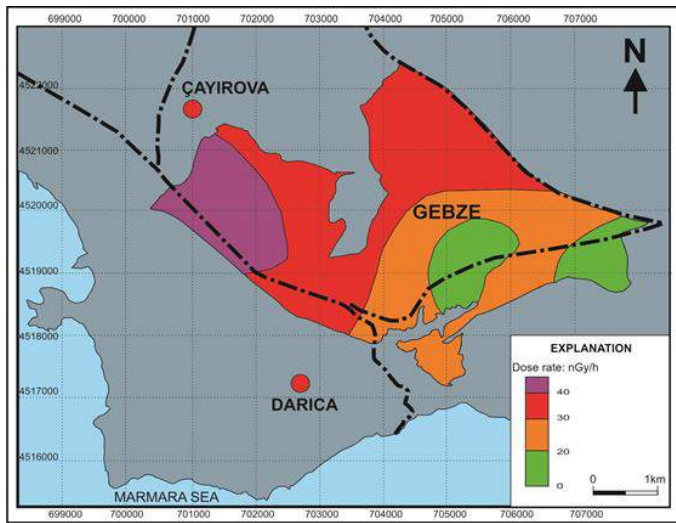 699000 700000 701000 702000 703000 704000 705000 706000 707000
N
4522000
ÇAYIROVA
4521000
4520000
GEBZE
4519000
4518000
EXPLANATION
Dose rate: nGy/h
40
30
20
0
4517000
DARICA
4516000
0 1km
MARMARA SEA
699000 700000 701000 702000 703000 704000 705000 706000 707000